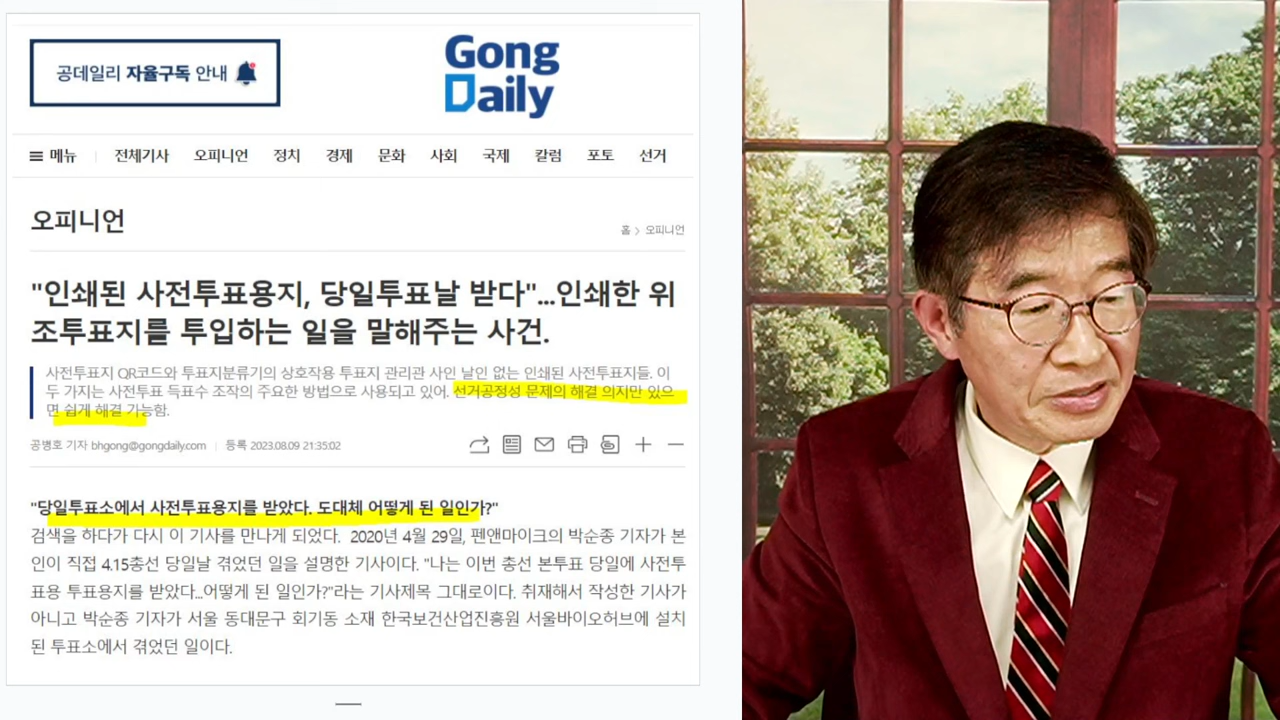 공데일리 자율구독 안내
Gong
Daily
메뉴 전체기사 오피니언 정치 경제 문화 사회 국제 칼럼 포토 선거
오피니언
홈 > 오피니언
"인쇄된 사전투표용지, 당일투표날 받다"...인쇄한 위
조투표지를 투입하는 일을 말해주는 사건.
사전투표지 QR코드와 투표지분류기의 상호작용 투표지 관리관 사인 날인 없는 인쇄된 사전투표지들. 이
두 가지는 사전투표 득표수 조작의 주요한 방법으로 사용되고 있어. 선거공정성 문제의 해결 의지만 있으
면 쉽게 해결 가능함.
공병호 기자 bhgong@gongdaily.com 등록 2023.08.09 21:35:02
"당일투표소에서 사전투표용지를 받았다. 도대체 어떻게 된 일인가?"
검색을 하다가 다시 이 기사를 만나게 되었다. 2020년 4월 29일, 펜앤마이크의 박순종 기자가 본
인이 직접 4.15총선 당일날 겪었던 일을 설명한 기사이다. "나는 이번 총선 본투표 당일에 사전투
표용 투표용지를 받았다...어떻게 된 일인가?"라는 기사제목 그대로이다. 취재해서 작성한 기사가
아니고 박순종 기자가 서울 동대문구 회기동 소재 한국보건산업진흥원 서울바이오허브에 설치
된 투표소에서 겪었던 일이다.